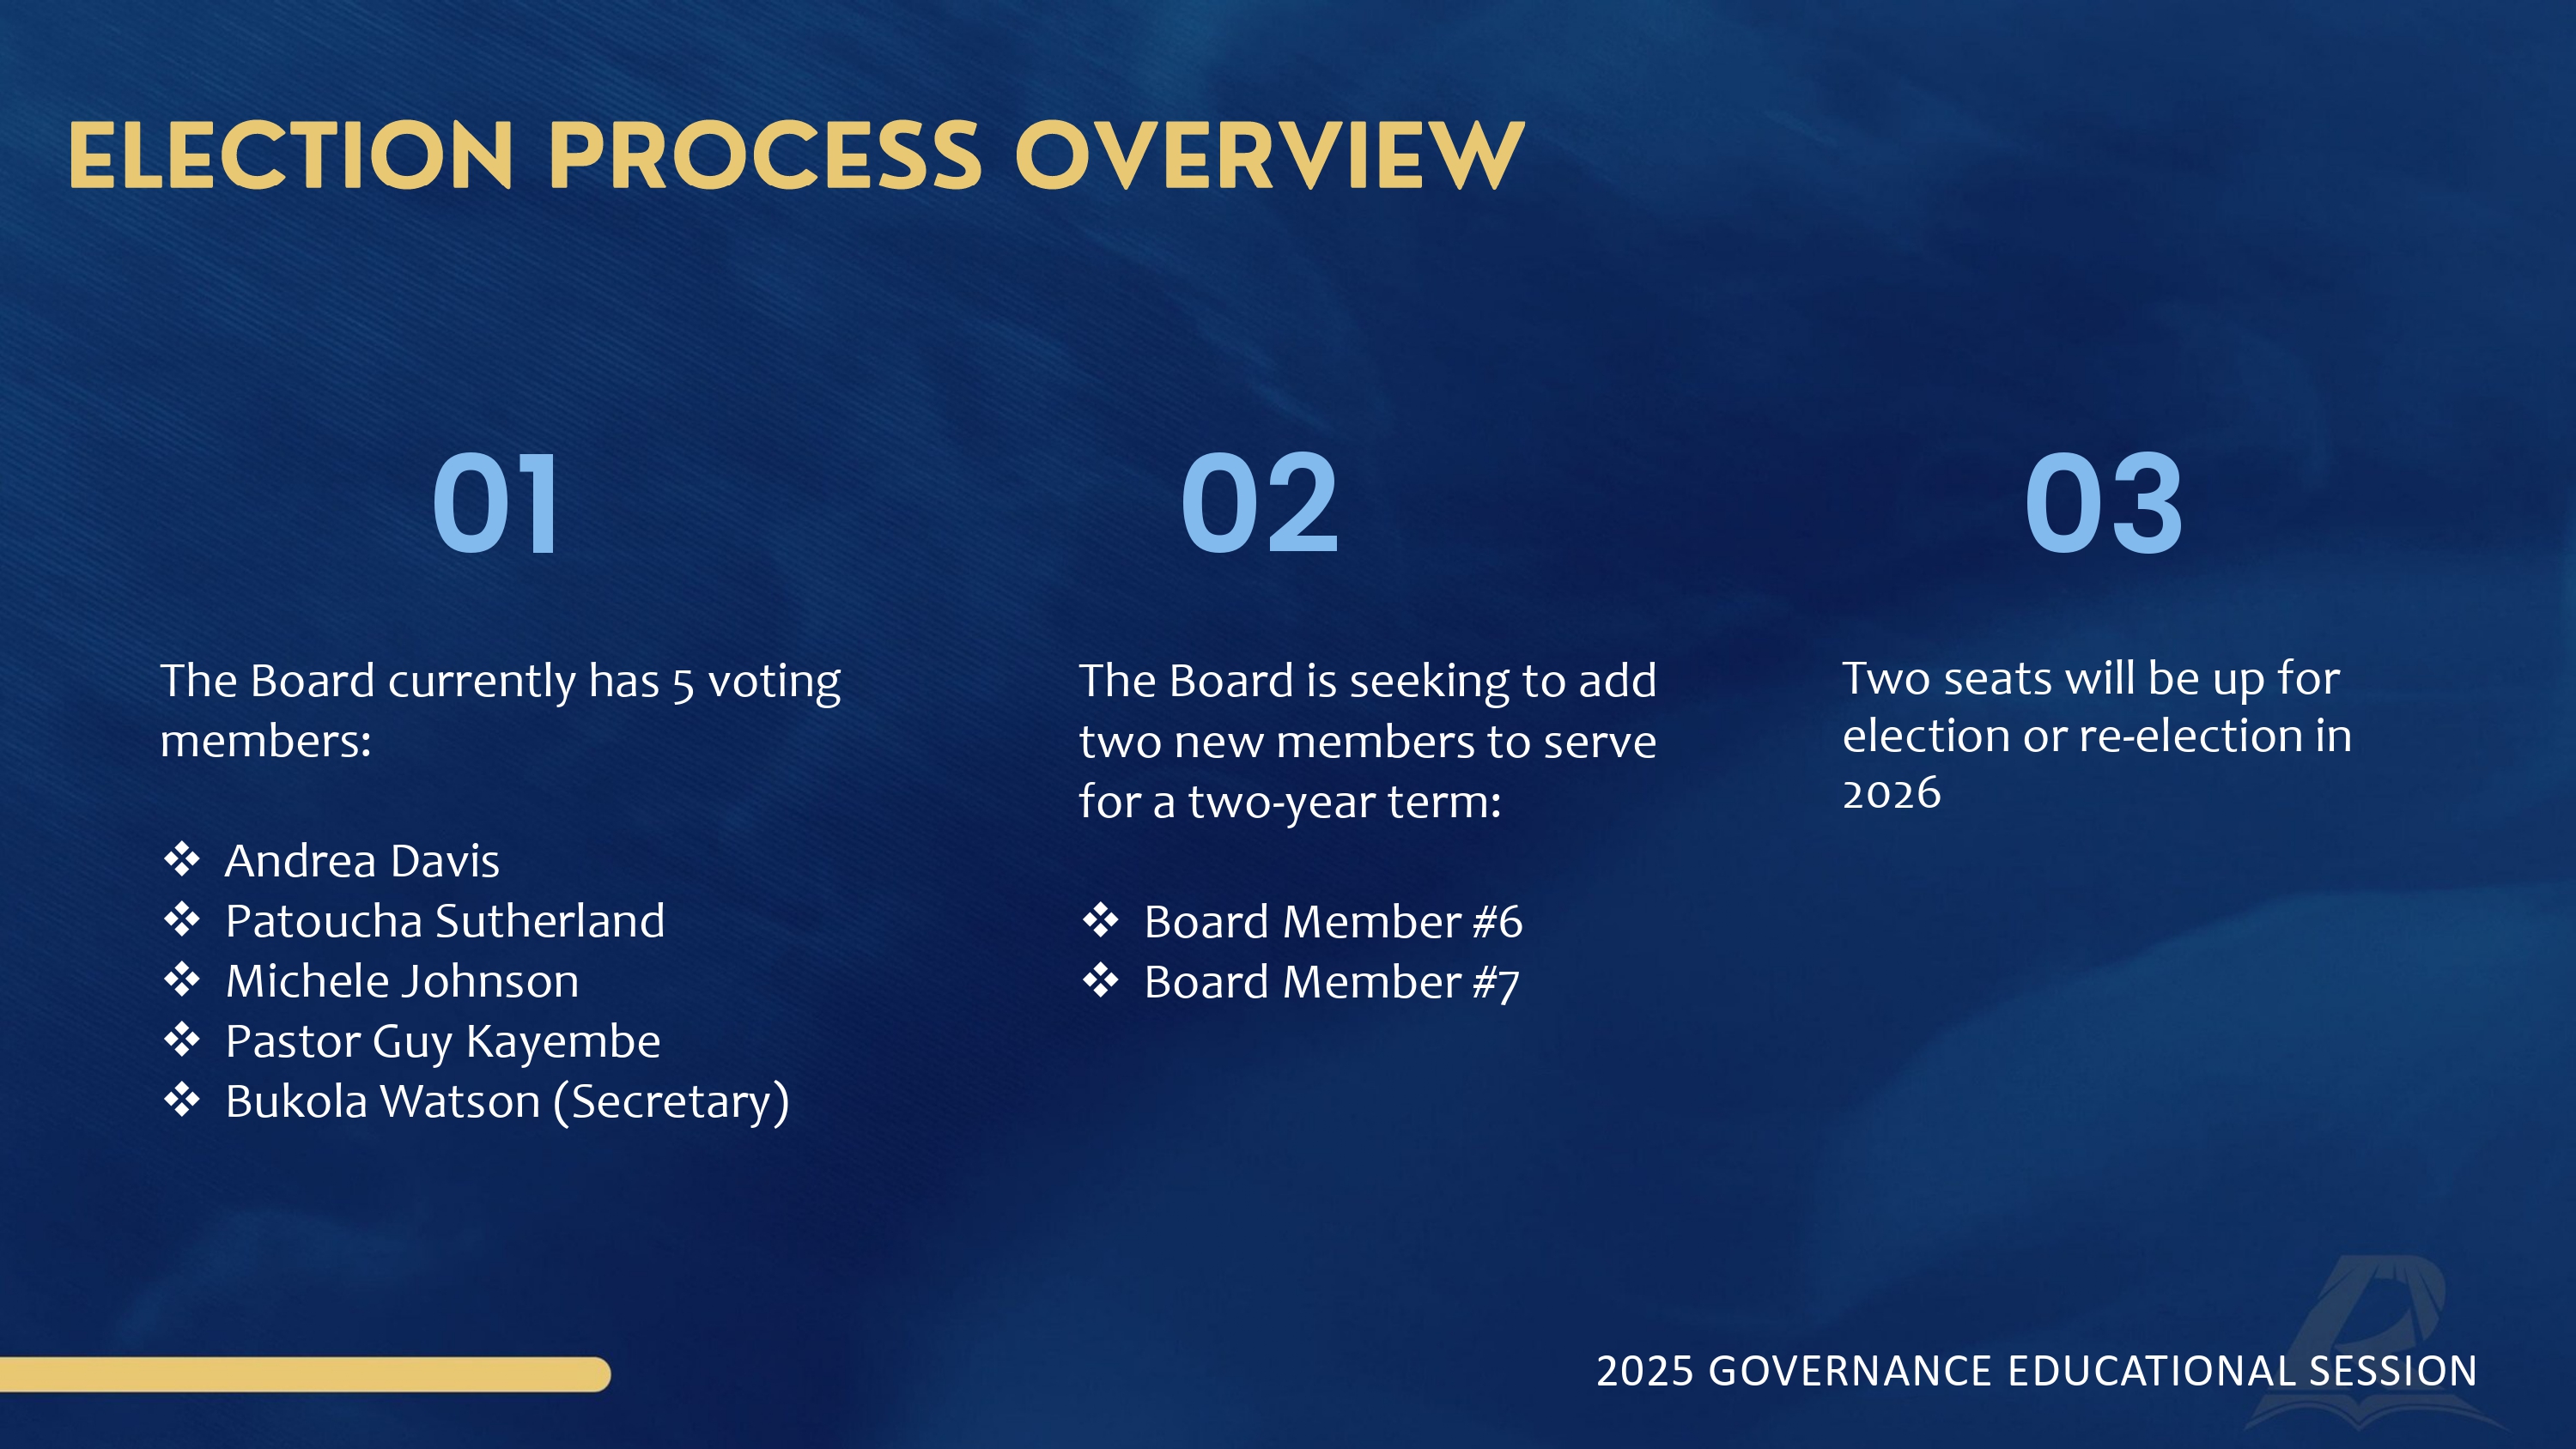 ELECTION PROCESS OVERVIEW
01
The Board currently has 5 voting
members:
❖ Andrea Davis
❖ Patoucha Sutherland
❖ Michele Johnson
❖ Pastor Guy Kayembe
❖ Bukola Watson (Secretary)
02
The Board is seeking to add
two new members to serve
for a two-year term:
❖ Board Member #6
❖ Board Member #7
03
Two seats will be up for
election or re-election in
2026
2025 GOVERNANCE EDUCATIONAL SESSION